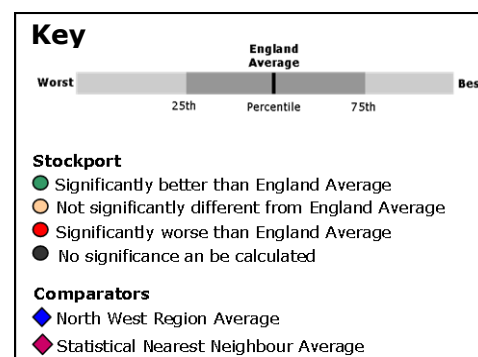 Key
England
Average
Worst
Bes
25th Percentile 75th
Stockport
Significantly better than England Average
Not significantly different from England Average
Significantly worse than England Average
No significance an be calculated
Comparators
North West Region Average
Statistical Nearest Neighbour Average